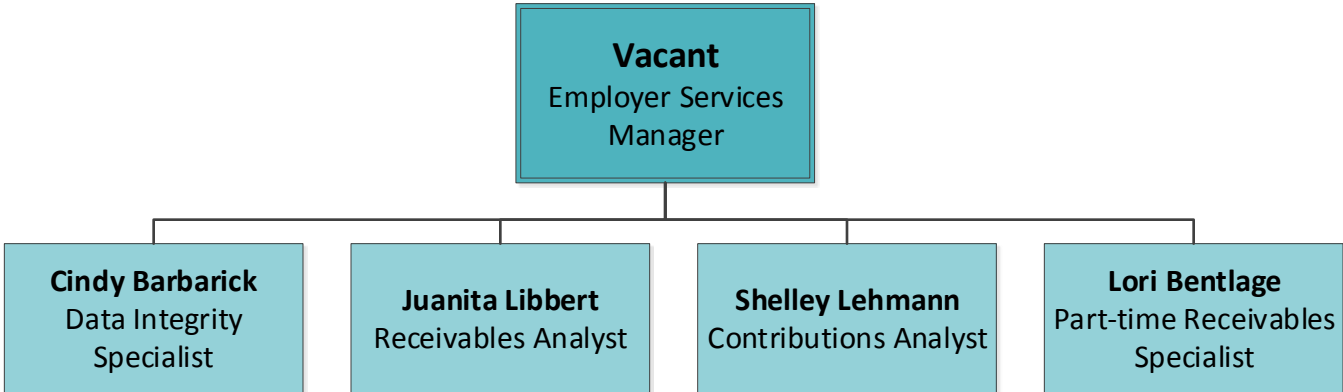 Vacant
Employer Services
Manager
Cindy Barbarick
Data Integrity
Specialist
Juanita Libbert
Receivables Analyst
Shelley Lehmann
Contributions Analyst
Lori Bentlage
Part-time Receivables
Specialist